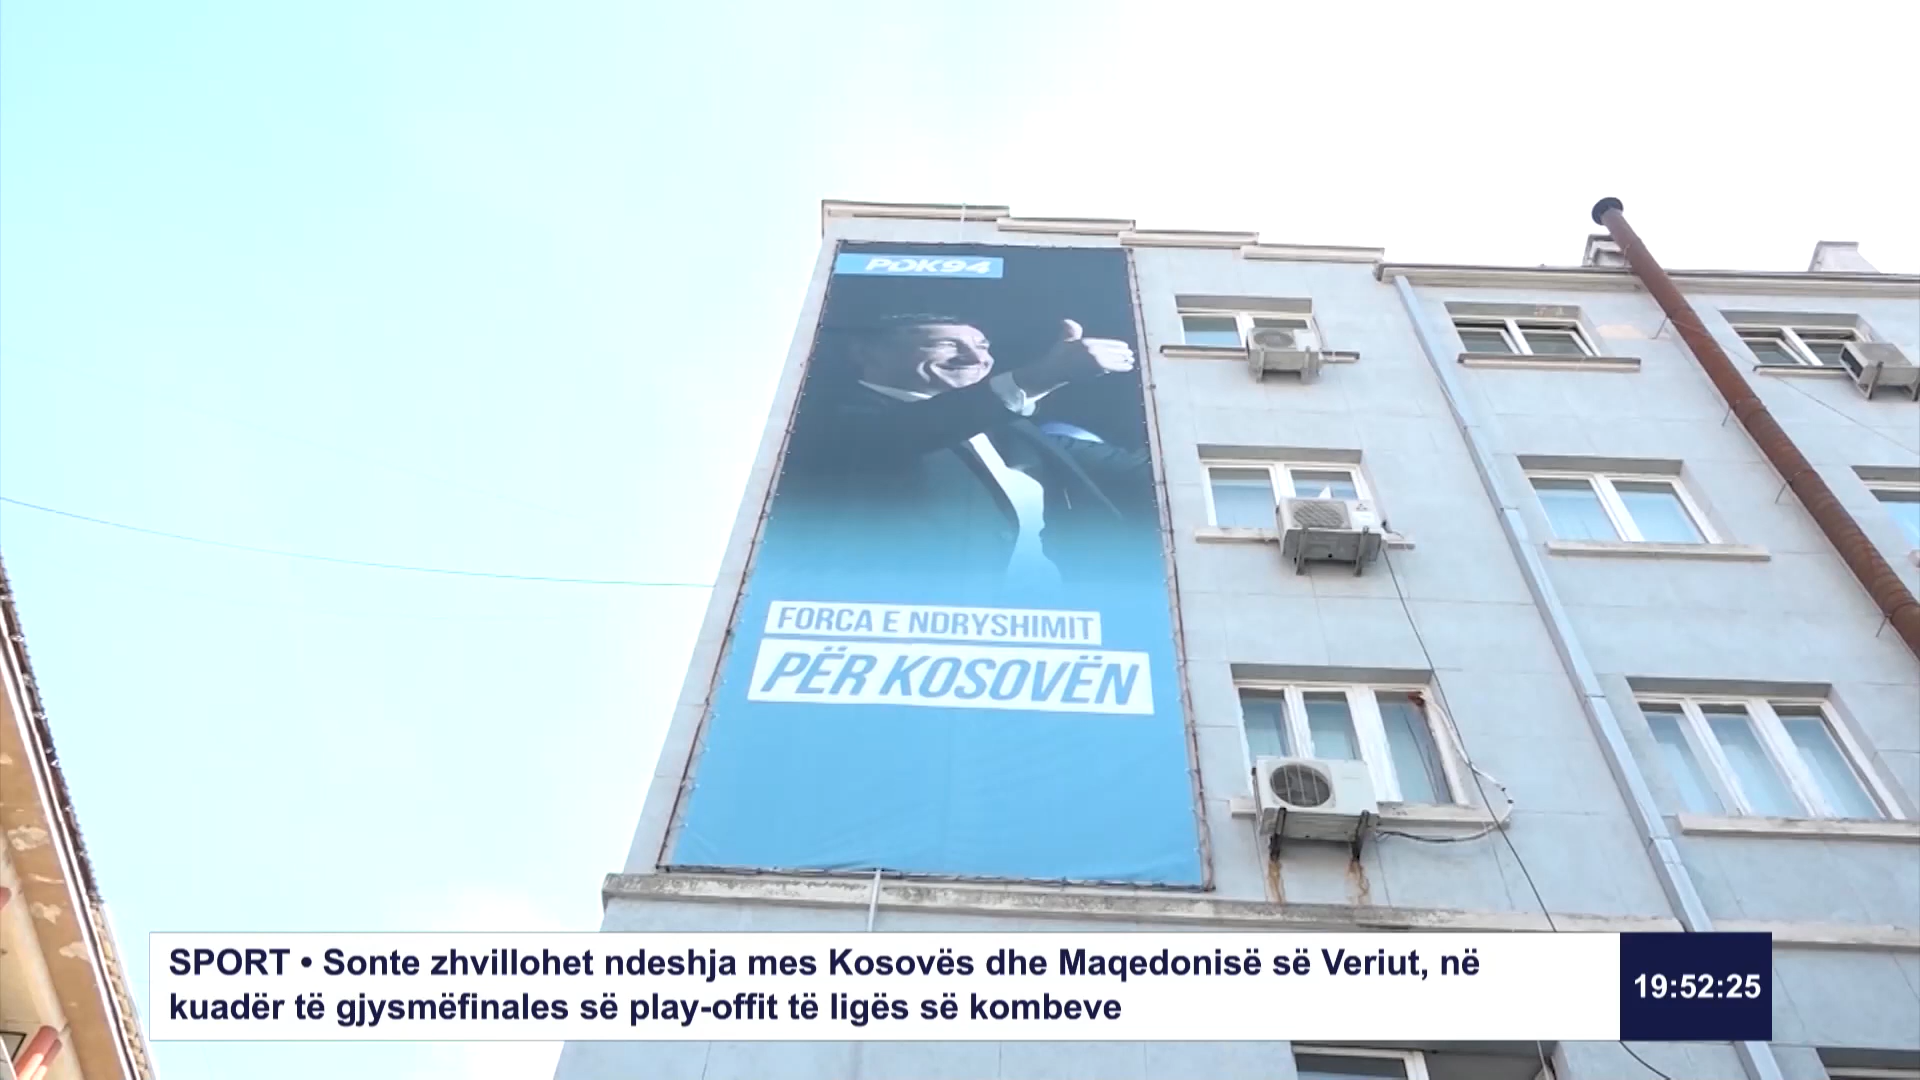 PDK94
FORCA E NDRYSHIMIT
PËR KOSOVËN
SPORT • Sonte zhvillohet ndeshja mes Kosovës dhe Maqedonisë së Veriut, në
kuadër të gjysmëfinales së play-offit të ligës së kombeve
19:52:25